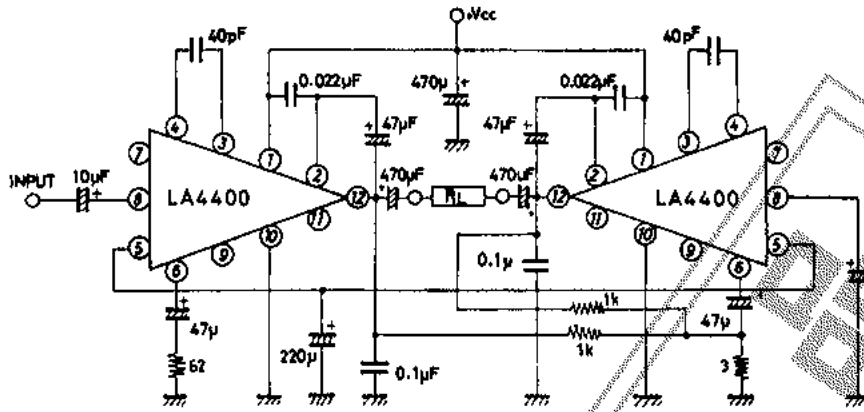 +Vcc
40pF
40pF
0.022µF
470µ
0.022µF
47µF
47µF
4
3
1
2
7
8
5
6
9
10
11
12
INPUT
10µF
LA4400
470µF
RL
470µF
LA4400
12
2
1
3
4
7
8
5
6
9
10
11
0.1µ
1k
1k
47µ
62
220µ
0.1µF
47µ
3